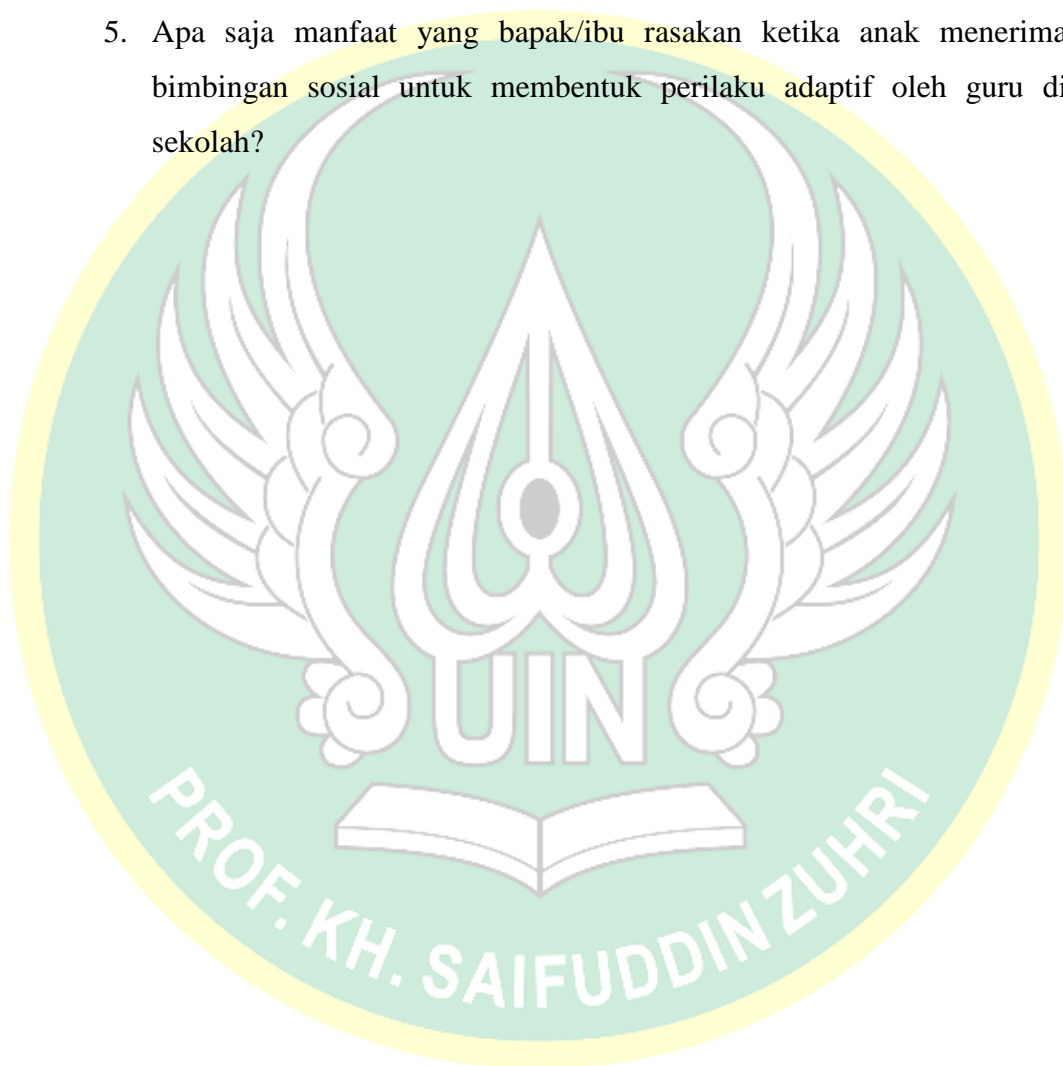 5. Apa saja manfaat yang bapak/ibu rasakan ketika anak menerima
bimbingan sosial untuk membentuk perilaku adaptif oleh guru di
sekolah?
UIN
PROF. KH. SAIFUDDIN ZUHRI